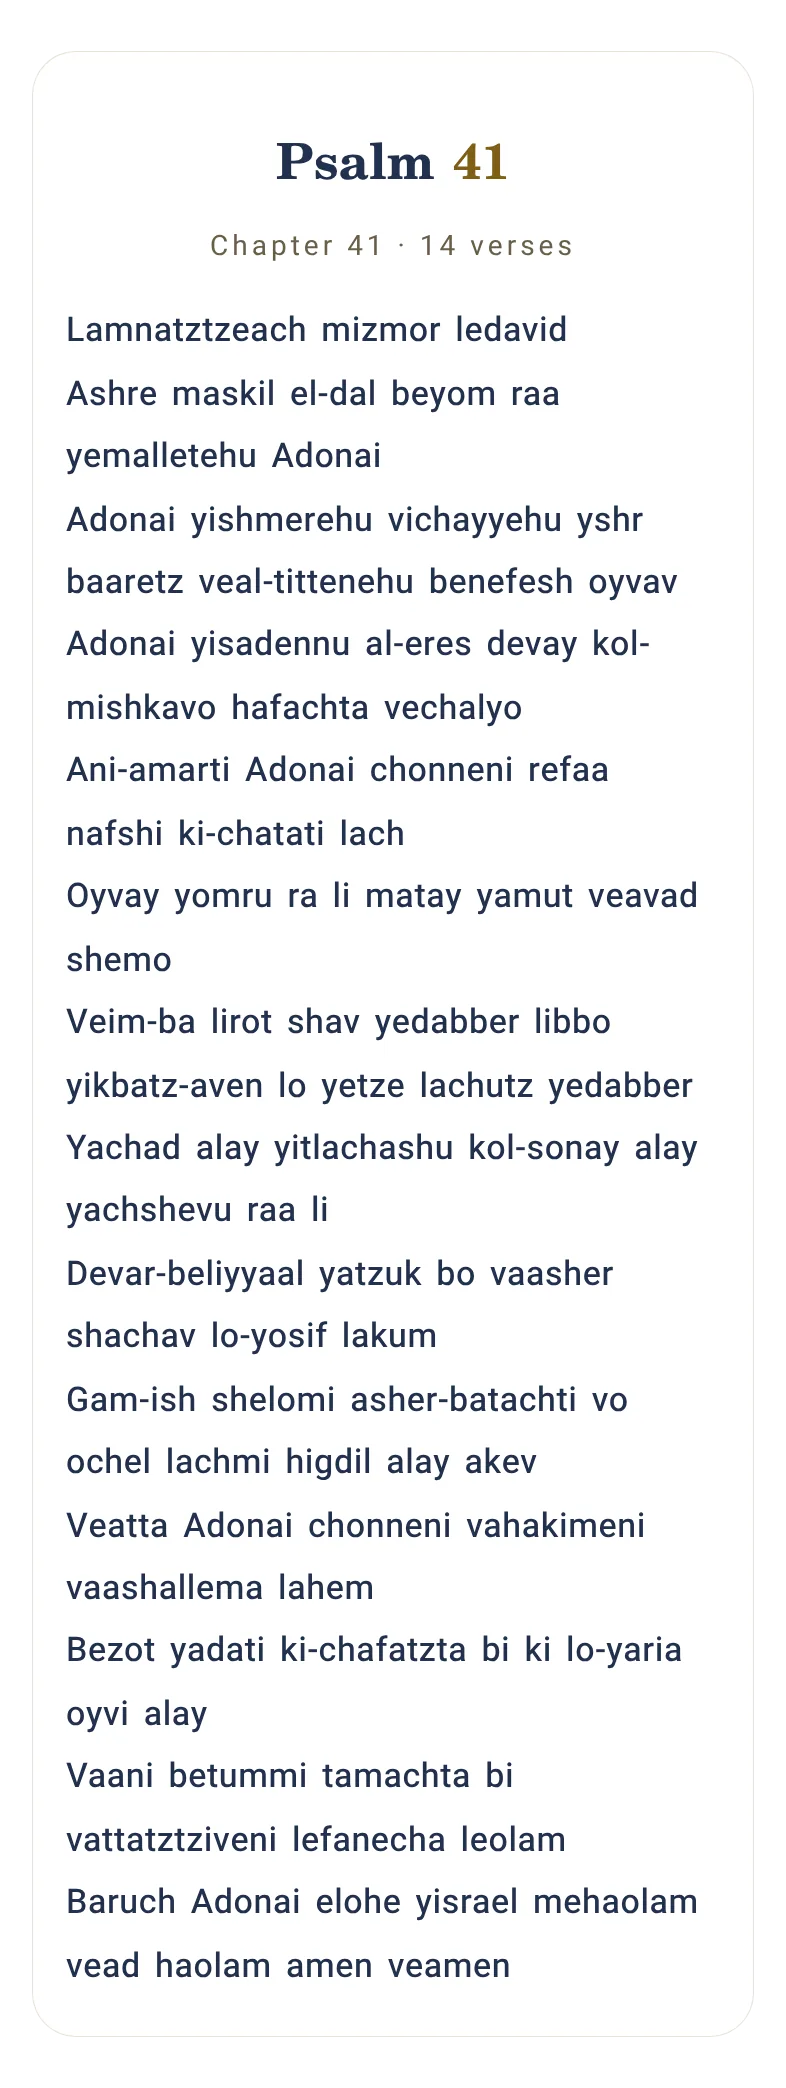 Psalm 41
Chapter 41 · 14 verses
Lamnatztzeach mizmor ledavid
Ashre maskil el-dal beyom raa
yemalletehu Adonai
Adonai yishmerehu vichayyehu yshr
baaretz veal-tittenehu benefesh oyvav
Adonai yisadennu al-eres devay kol-
mishkavo hafachta vechalyo
Ani-amarti Adonai chonneni refaa
nafshi ki-chatati lach
Oyvay yomru ra li matay yamut veavad
shemo
Veim-ba lirot shav yedabber libbo
yikbatz-aven lo yetze lachutz yedabber
Yachad alay yitlachashu kol-sonay alay
yachshevu raa li
Devar-beliyyaal yatzuk bo vaasher
shachav lo-yosif lakum
Gam-ish shelomi asher-batachti vo
ochel lachmi higdil alay akev
Veatta Adonai chonneni vahakimeni
vaashallema lahem
Bezot yadati ki-chafatzta bi ki lo-yaria
oyvi alay
Vaani betummi tamachta bi
vattatztziveni lefanecha leolam
Baruch Adonai elohe yisrael mehaolam
vead haolam amen veamen